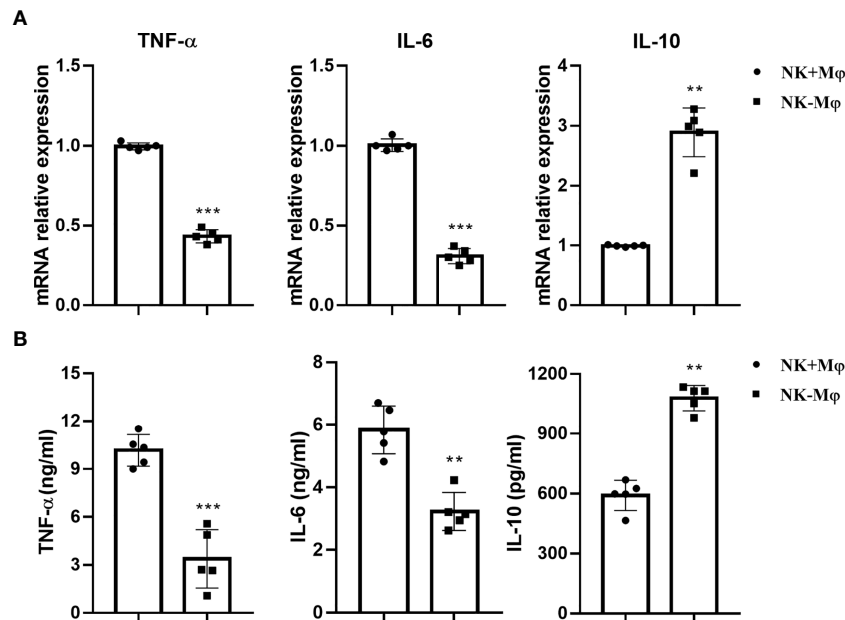 A
TNF-α
IL-6
IL-10
mRNA relative expression
1.5
1.0
0.5
0.0
***
mRNA relative expression
1.5
1.0
0.5
0.0
***
mRNA relative expression
4
3
2
1
0
**
NK+Mφ
NK-Mφ
B
TNF-α (ng/ml)
15
12
9
6
3
0
***
IL-6 (ng/ml)
8
6
4
2
0
**
IL-10 (pg/ml)
1200
900
600
300
0
**
NK+Mφ
NK-Mφ